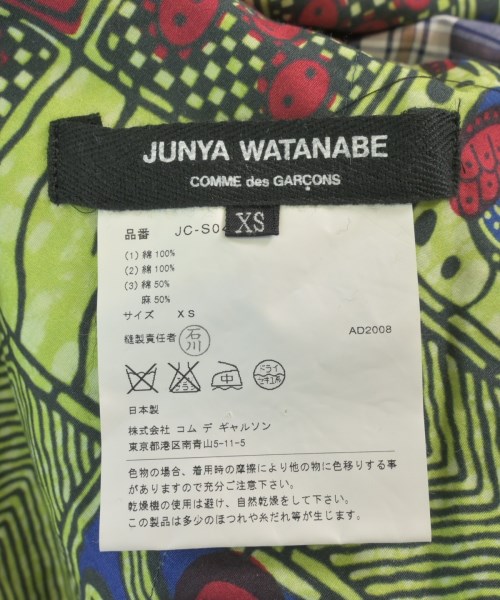 JUNYA WATANABE
COMME des GARÇONS
XS
品番 JC-S0
(1) 綿 100%
(2) 綿 100%
(3) 綿 50%
麻 50%
サイズ XS
縫製責任者 石川
AD2008
日本製
株式会社 コム デ ギャルソン
東京都港区南青山5-11-5
色物の場合、着用時の摩擦により他の物に色移りする事
がありますので充分ご注意下さい。
乾燥機の使用は避け、自然乾燥をして下さい。
この製品は多少のほつれや糸だれ等が生じます。